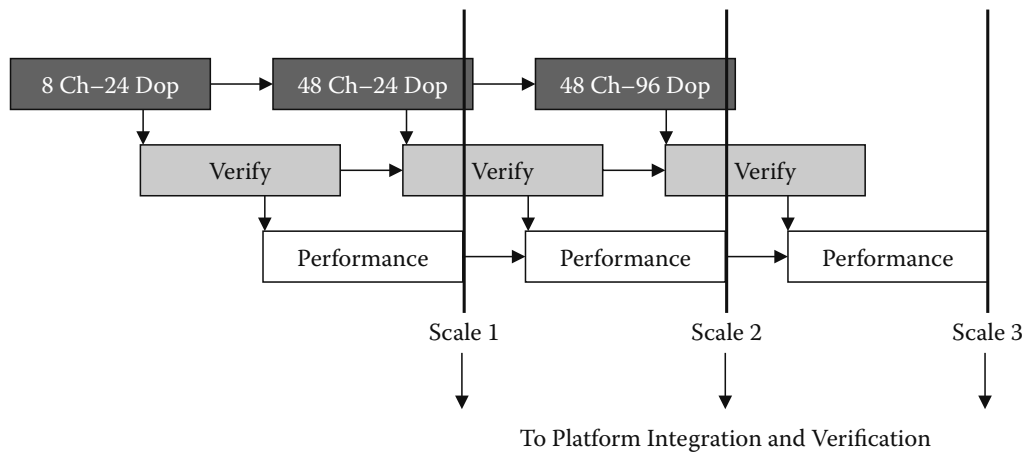 8 Ch–24 Dop
48 Ch–24 Dop
48 Ch–96 Dop
Verify
Verify
Verify
Performance
Performance
Performance
Scale 1
Scale 2
Scale 3
To Platform Integration and Verification